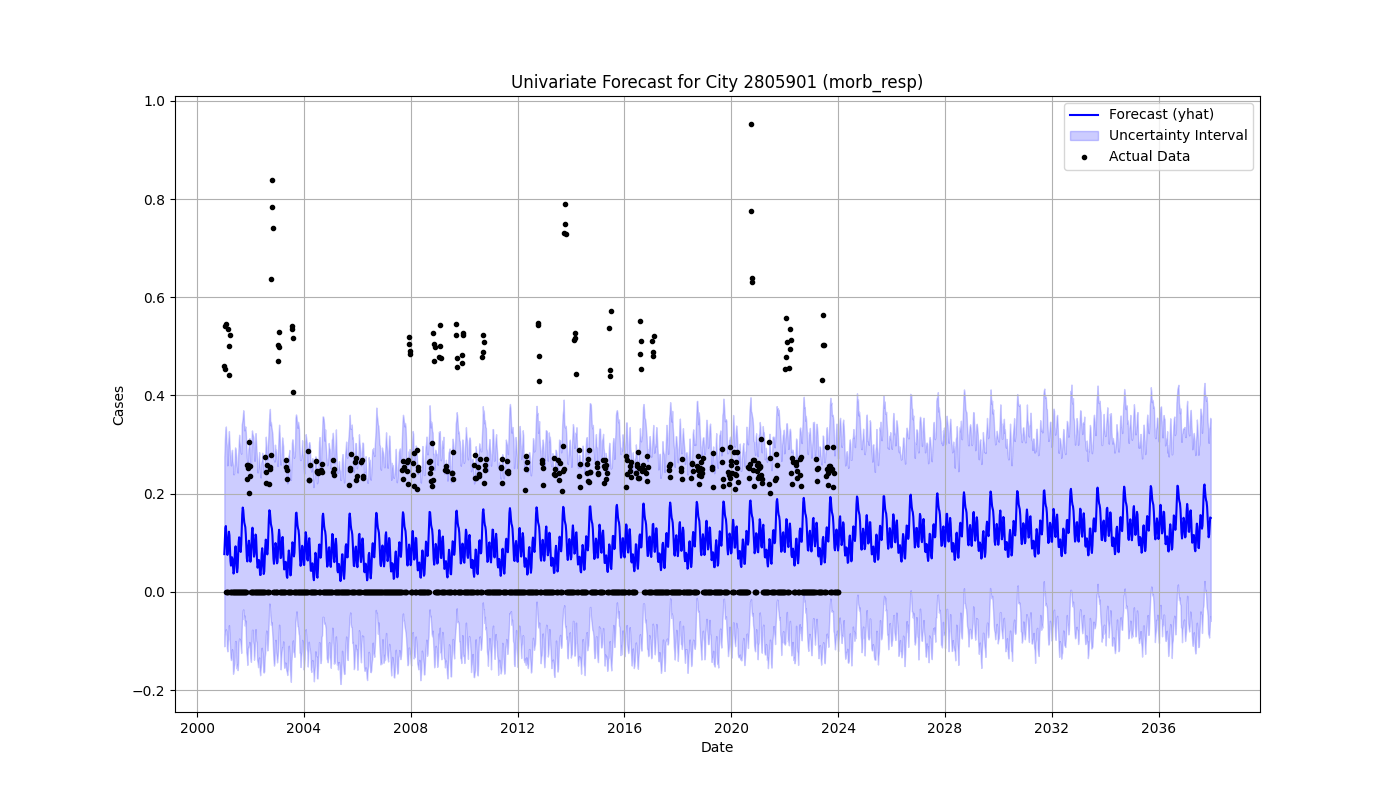 Univariate Forecast for City 2805901 (morb_resp)
Forecast (yhat)
Uncertainty Interval
Actual Data
Cases
1.0
0.8
0.6
0.4
0.2
0.0
−0.2
2000 2004 2008 2012 2016 2020 2024 2028 2032 2036
Date